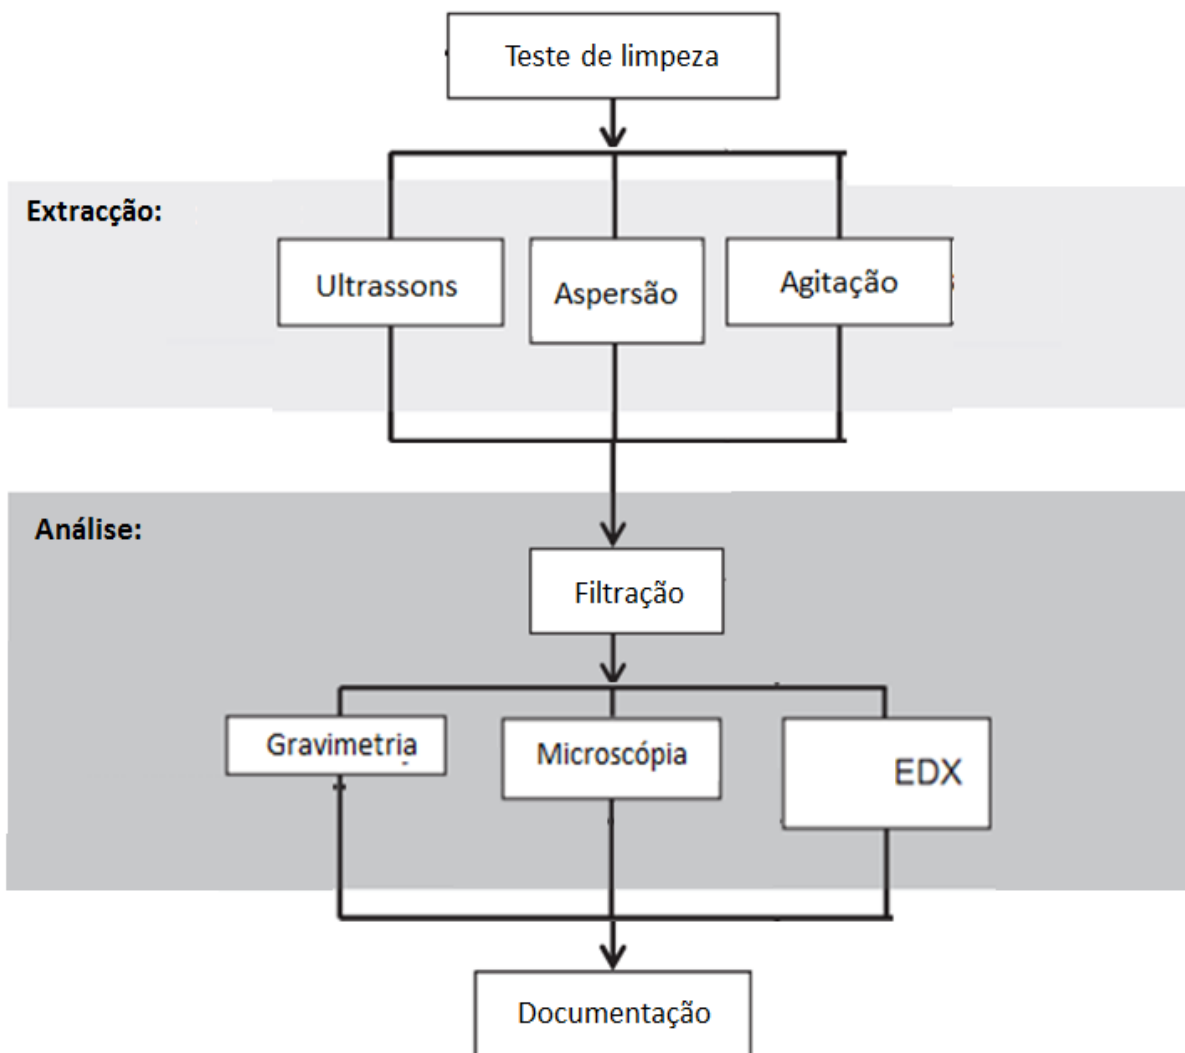 Teste de limpeza
Extracção:
Ultrassons
Aspersão
Agitação
Análise:
Filtração
Gravimetria
Microscópia
EDX
Documentação